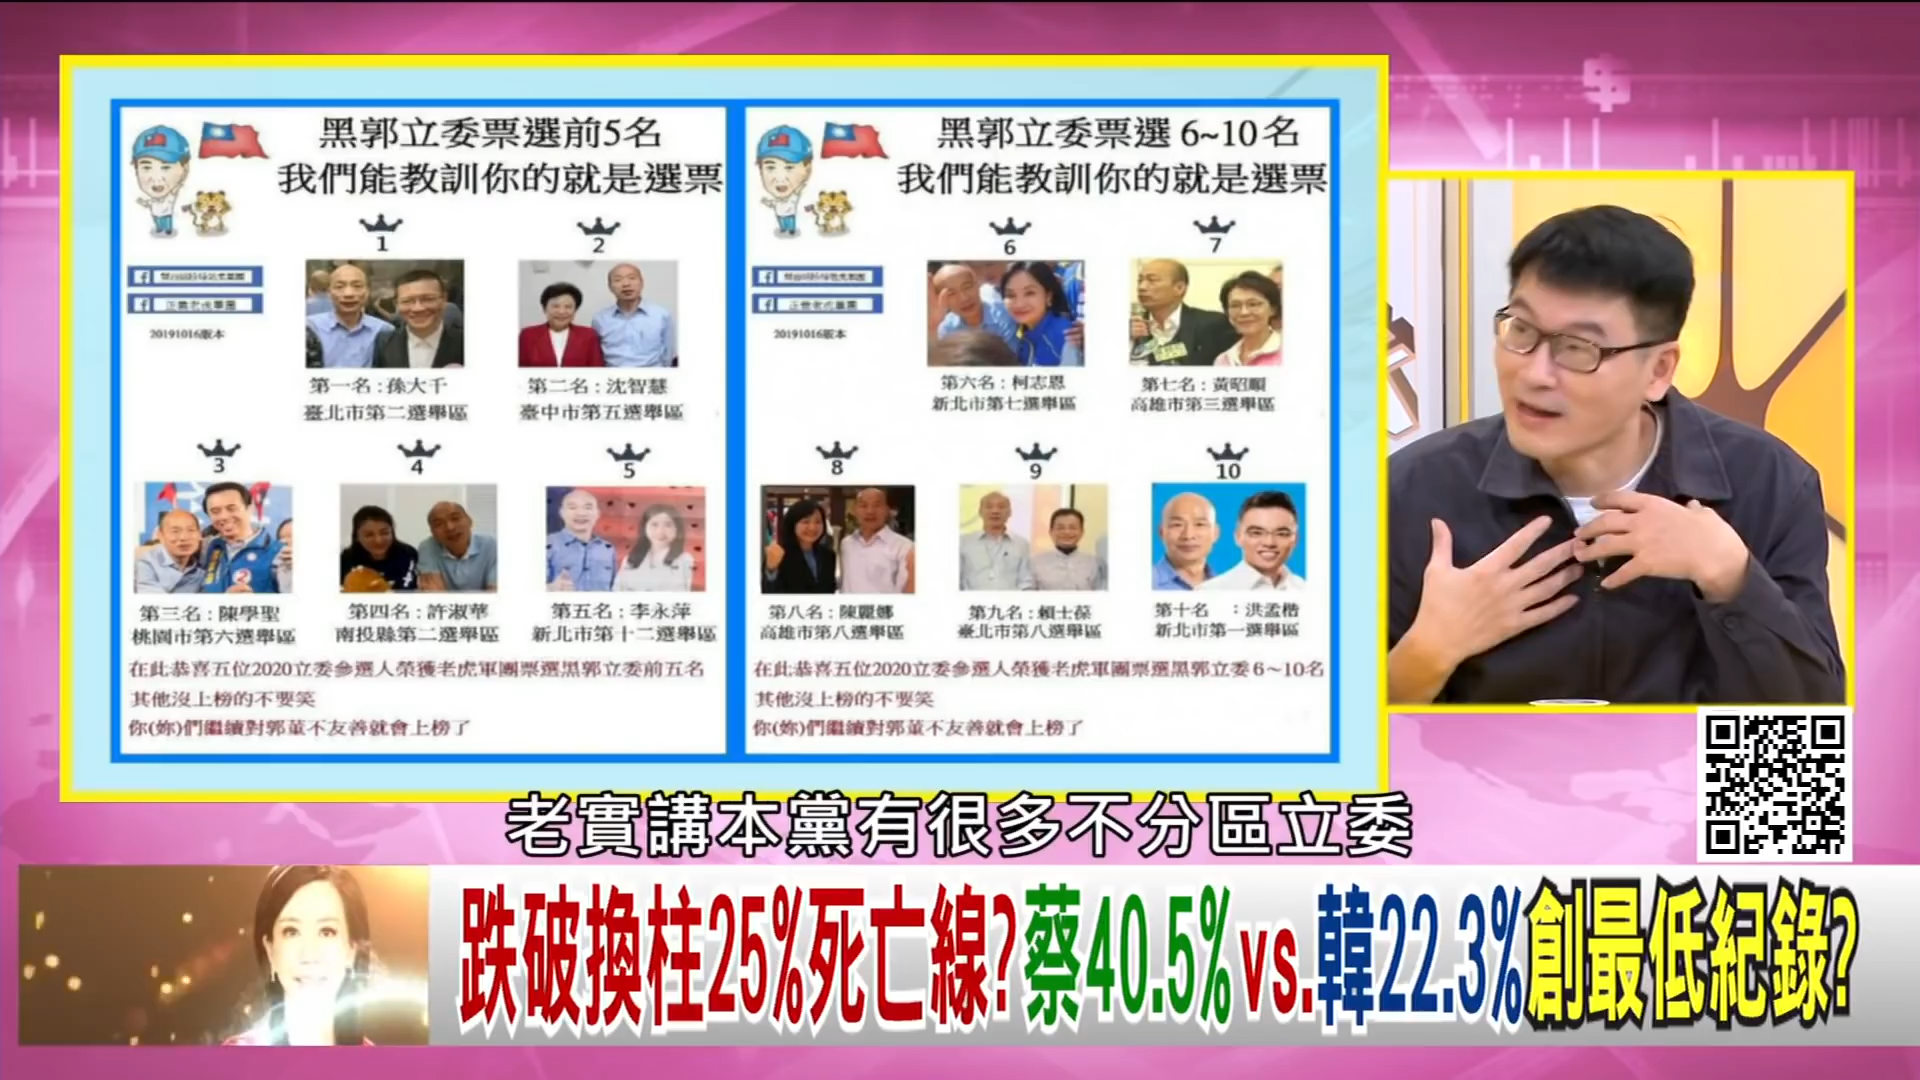 黑郭立委票選前5名
我們能教訓你的就是選票
1
2
第一名:孫大千
臺北市第二選舉區
第二名:沈智慧
臺中市第五選舉區
正義老虎軍團
20191016版本
3
4
5
第三名:陳學聖
桃園市第六選舉區
第四名:許淑華
南投縣第二選舉區
第五名:李永萍
新北市第十二選舉區
在此恭喜五位2020立委參選人榮獲老虎軍團票選黑郭立委前五名
其他沒上榜的不要笑
你(妳)們繼續對郭董不友善就會上榜了
黑郭立委票選 6~10名
我們能教訓你的就是選票
6
7
第六名:柯志恩
新北市第七選舉區
第七名:黃昭順
高雄市第三選舉區
正義老虎軍團
20191016版本
8
9
10
第八名:陳麗娜
高雄市第八選舉區
第九名:賴士葆
臺北市第八選舉區
第十名 :洪孟楷
新北市第一選舉區
在此恭喜五位2020立委參選人榮獲老虎軍團票選黑郭立委 6~10名
其他沒上榜的不要笑
你(妳)們繼續對郭董不友善就會上榜了
老實講本黨有很多不分區立委
跌破換柱25%死亡線?蔡40.5%vs.韓22.3%創最低紀錄?